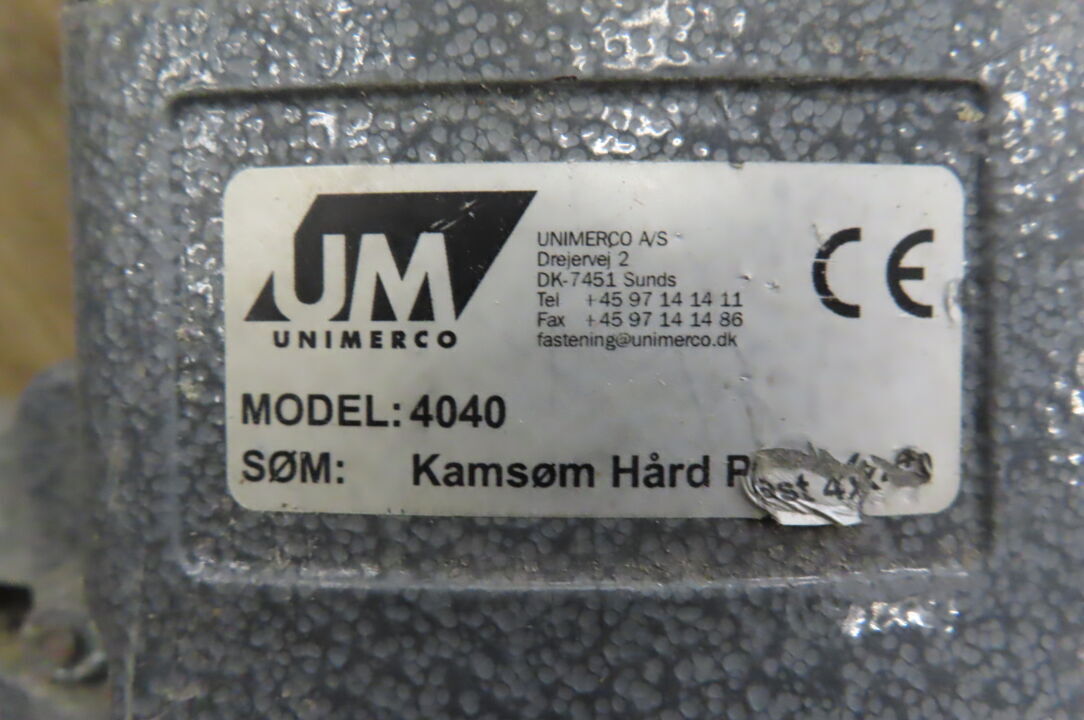 UM
UNIMERCO
UNIMERCO A/S
Drejervej 2
DK-7451 Sunds
Tel +45 97 14 14 11
Fax +45 97 14 14 86
fastening@unimerco.dk
CE
MODEL: 4040
SØM: Kamsøm Hård Plast